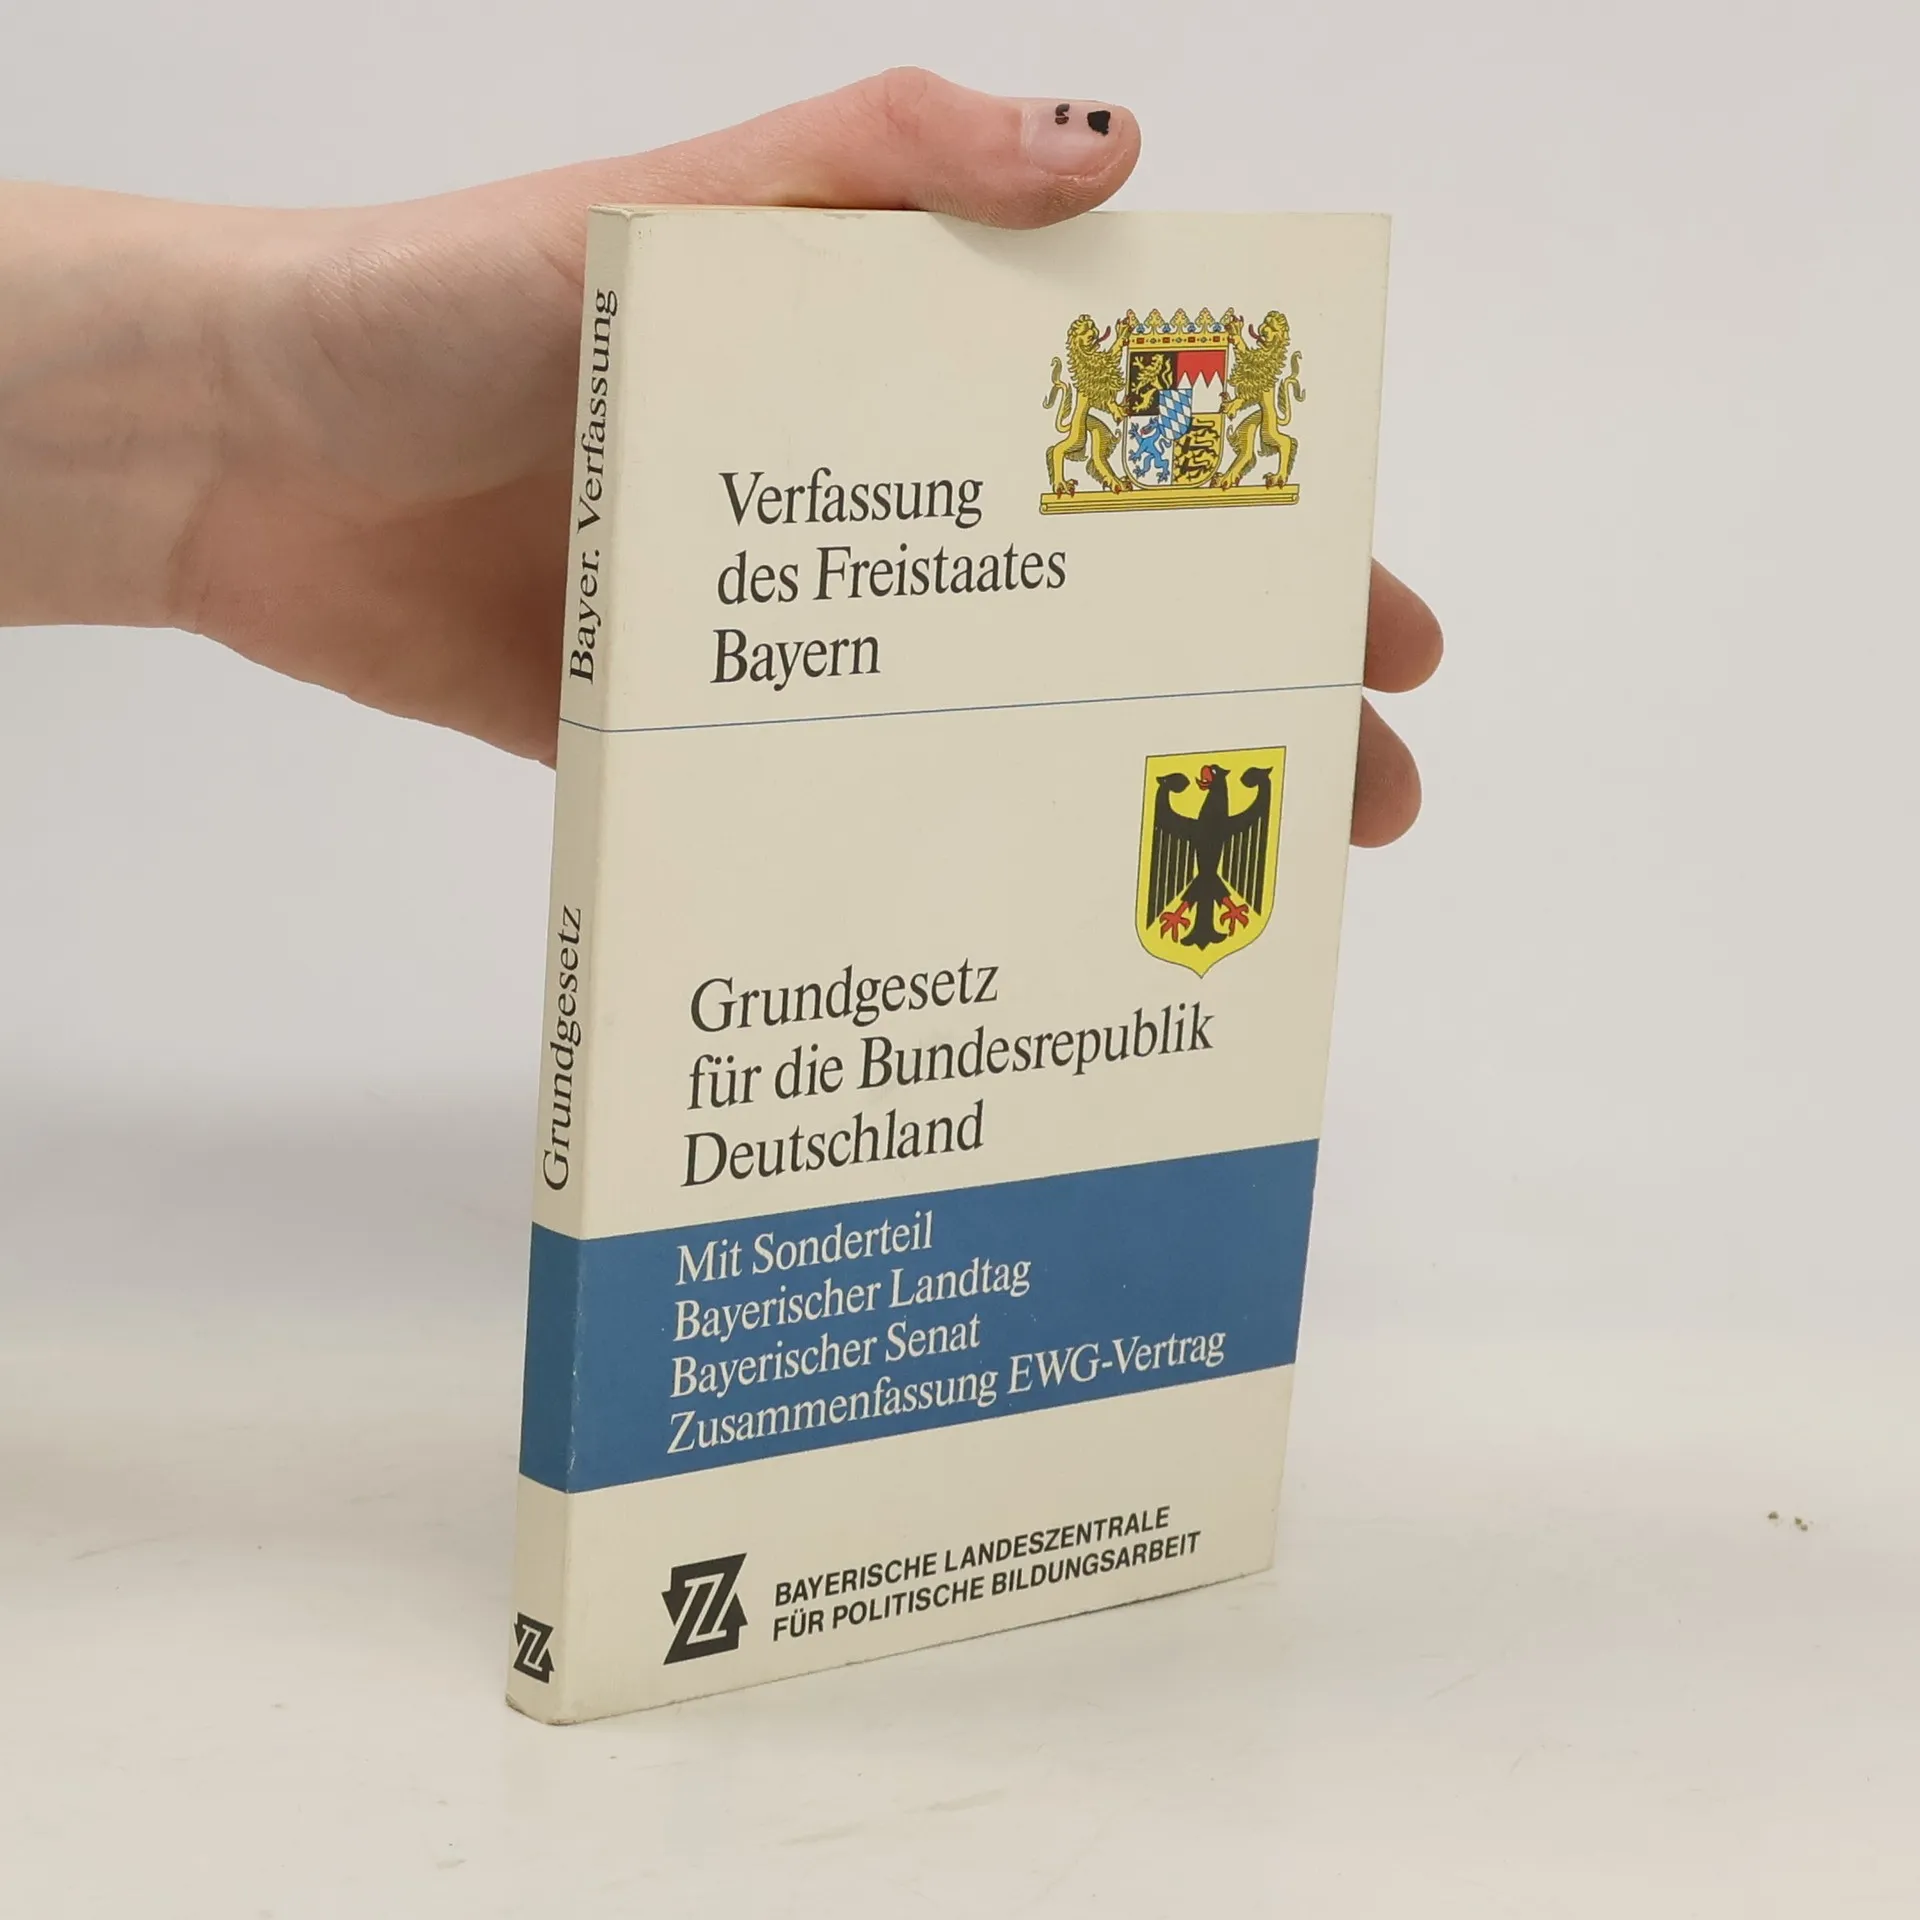 Bayer. Verfassung
Grundgesetz
Verfassung
des Freistaates
Bayern
Grundgesetz
für die Bundesrepublik
Deutschland
Mit Sonderteil
Bayerischer Landtag
Bayerischer Senat
Zusammenfassung EWG-Vertrag
BAYERISCHE LANDESZENTRALE
FÜR POLITISCHE BILDUNGSARBEIT